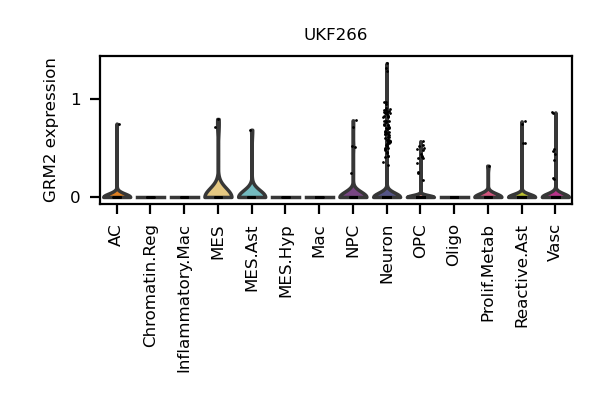 UKF266
GRM2 expression
1
0
AC
Chromatin.Reg
Inflammatory.Mac
MES
MES.Ast
MES.Hyp
Mac
NPC
Neuron
OPC
Oligo
Prolif.Metab
Reactive.Ast
Vasc